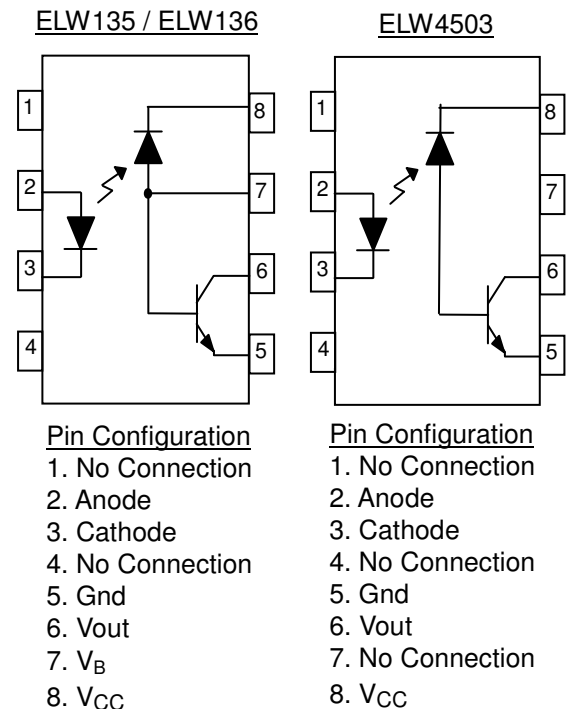 ELW135 / ELW136
1
2
3
4
8
7
6
5
Pin Configuration
1. No Connection
2. Anode
3. Cathode
4. No Connection
5. Gnd
6. Vout
7. VB
8. VCC
ELW4503
1
2
3
4
8
7
6
5
Pin Configuration
1. No Connection
2. Anode
3. Cathode
4. No Connection
5. Gnd
6. Vout
7. No Connection
8. VCC